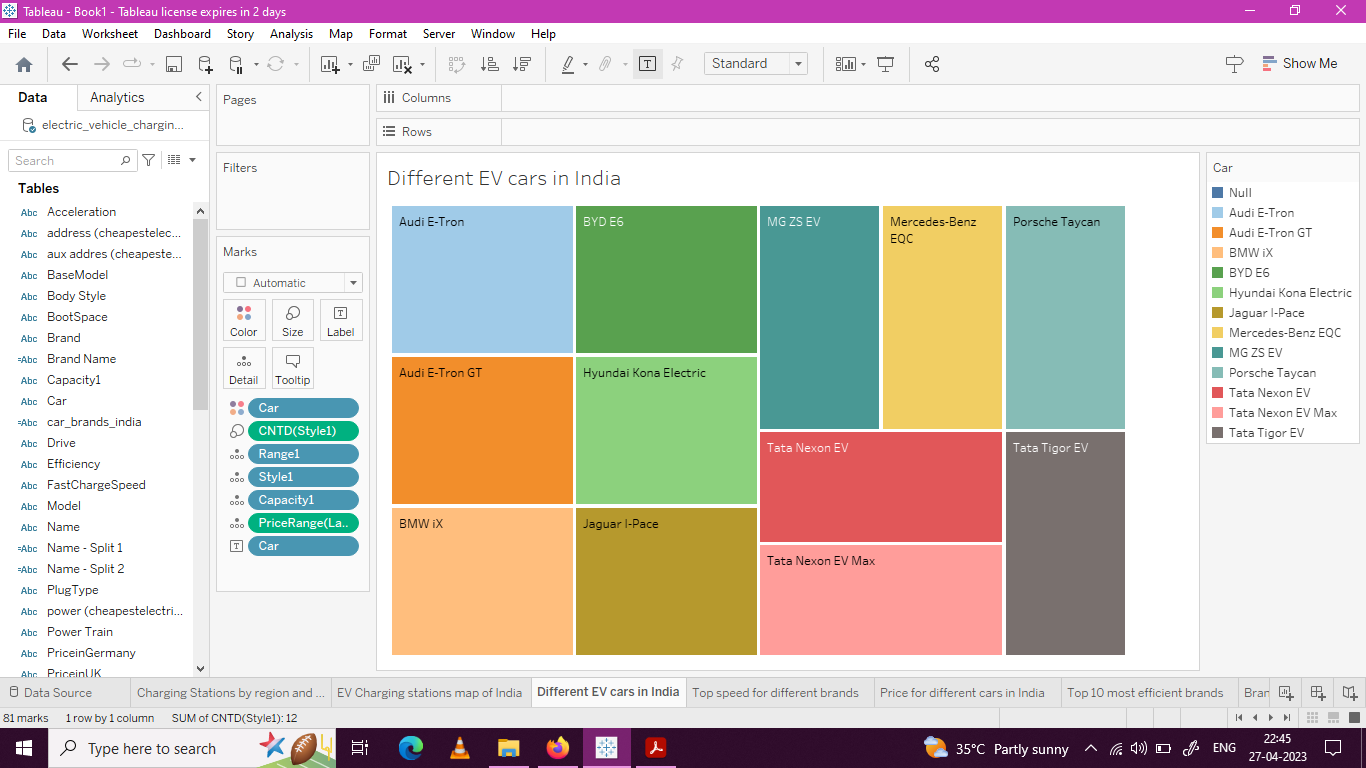 Tableau - Book1 - Tableau license expires in 2 days
File Data Worksheet Dashboard Story Analysis Map Format Server Window Help
Standard
Show Me
Data Analytics
electric_vehicle_chargin...
Search
Tables
Abc Acceleration
Abc address (cheapestelec...
Abc aux addres (cheapeste...
Abc BaseModel
Abc Body Style
Abc BootSpace
Abc Brand
=Abc Brand Name
Abc Capacity1
Abc Car
=Abc car_brands_india
Abc Drive
Abc Efficiency
Abc FastChargeSpeed
Abc Model
Abc Name
=Abc Name - Split 1
=Abc Name - Split 2
Abc PlugType
Abc power (cheapestelectri...
Abc Power Train
Abc PriceinGermany
Abc PriceinUK
Pages
Filters
Marks
Automatic
Color Size Label
Detail Tooltip
Car
CNTD(Style1)
Range1
Style1
Capacity1
PriceRange(La..
Car
Columns
Rows
Different EV cars in India
Audi E-Tron
BYD E6
MG ZS EV
Mercedes-Benz
EQC
Porsche Taycan
Audi E-Tron GT
Hyundai Kona Electric
Tata Nexon EV
Tata Tigor EV
BMW iX
Jaguar I-Pace
Tata Nexon EV Max
Car
Null
Audi E-Tron
Audi E-Tron GT
BMW iX
BYD E6
Hyundai Kona Electric
Jaguar I-Pace
Mercedes-Benz EQC
MG ZS EV
Porsche Taycan
Tata Nexon EV
Tata Nexon EV Max
Tata Tigor EV
Data Source Charging Stations by region and ... EV Charging stations map of India Different EV cars in India Top speed for different brands Price for different cars in India Top 10 most efficient brands Bran
81 marks 1 row by 1 column SUM of CNTD(Style1): 12
Type here to search
35°C Partly sunny
ENG
22:45
27-04-2023